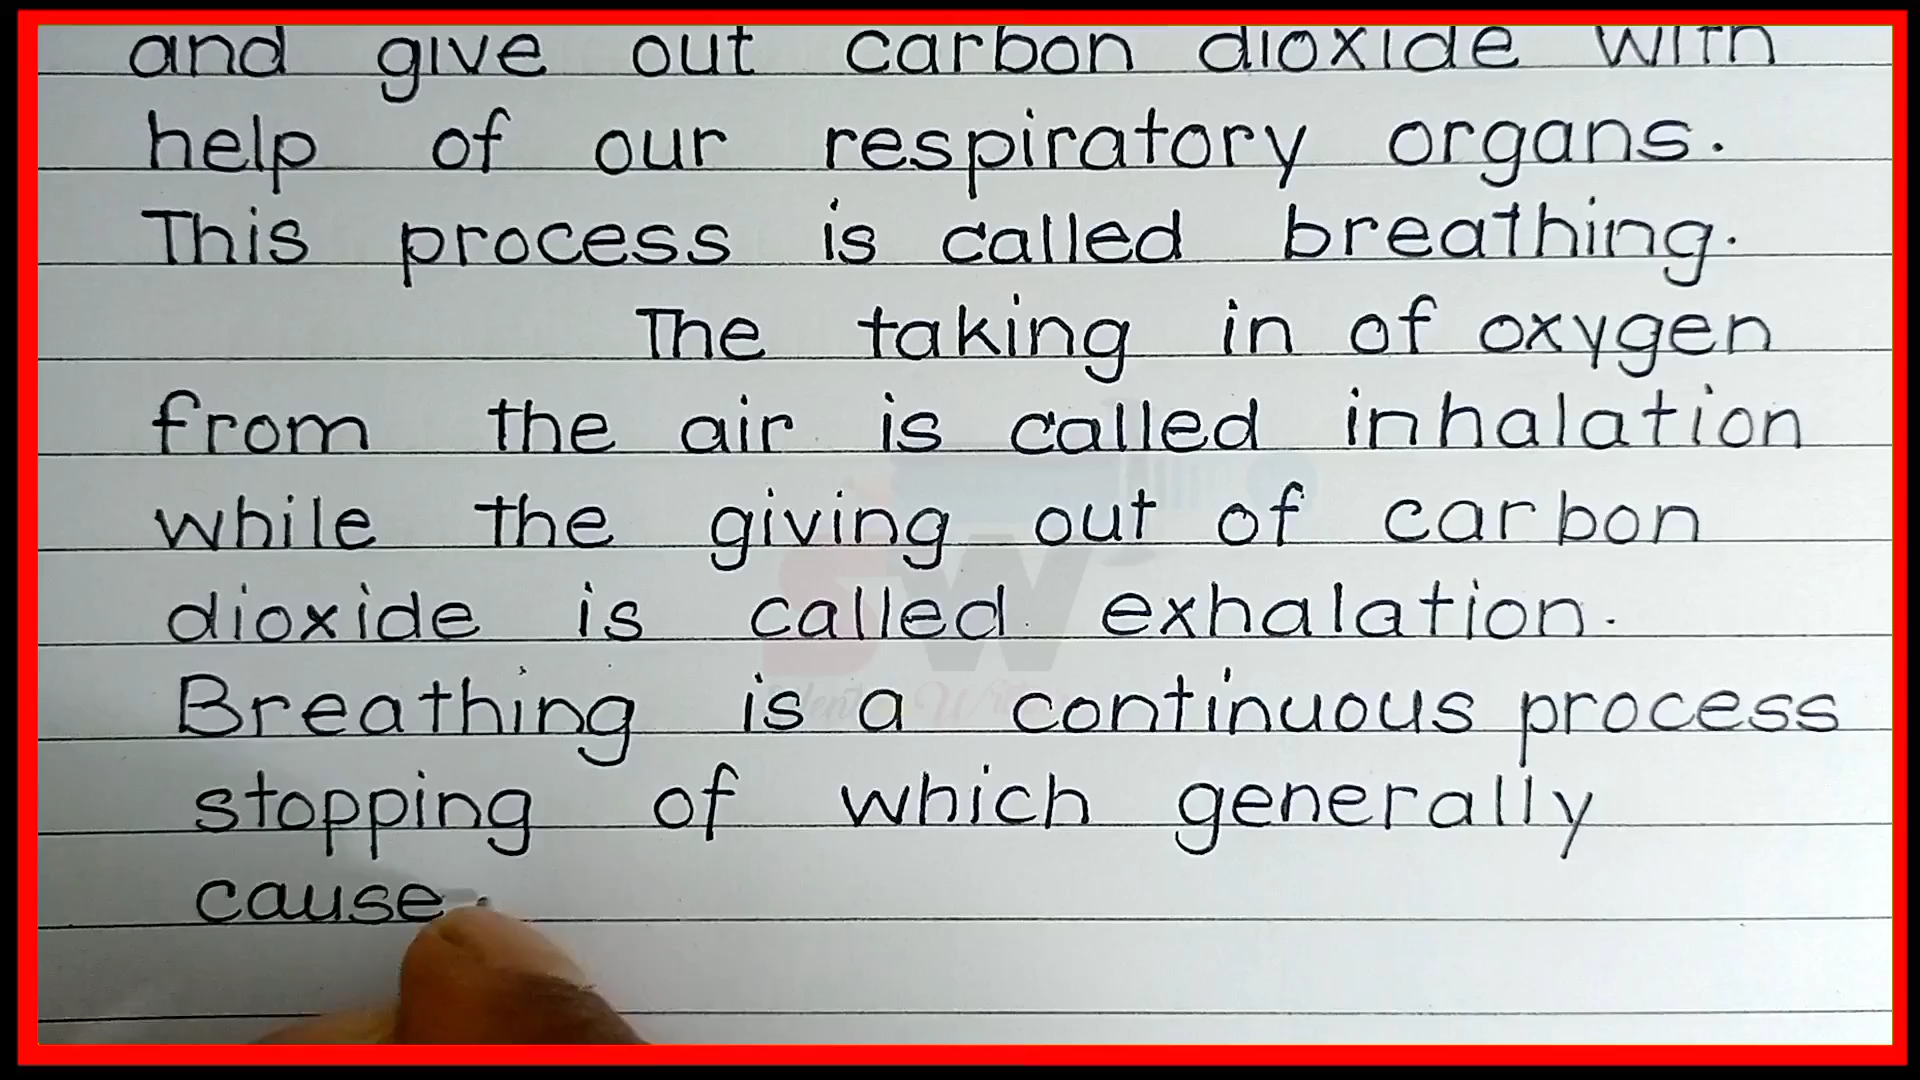 and give out carbon dioxide with
help of our respiratory organs.
This process is called breathing.
The taking in of oxygen
from the air is called inhalation
while the giving out of carbon
dioxide is called exhalation.
Breathing is a continuous process
stopping of which generally
cause
SW